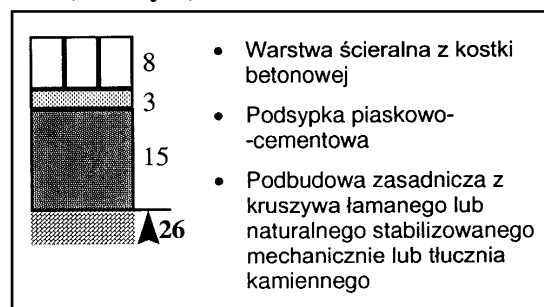 8
3
15
26
• Warstwa ścieralna z kostki
betonowej
• Podsypka piaskowo-
-cementowa
• Podbudowa zasadnicza z
kruszywa łamanego lub
naturalnego stabilizowanego
mechanicznie lub tłucznia
kamiennego